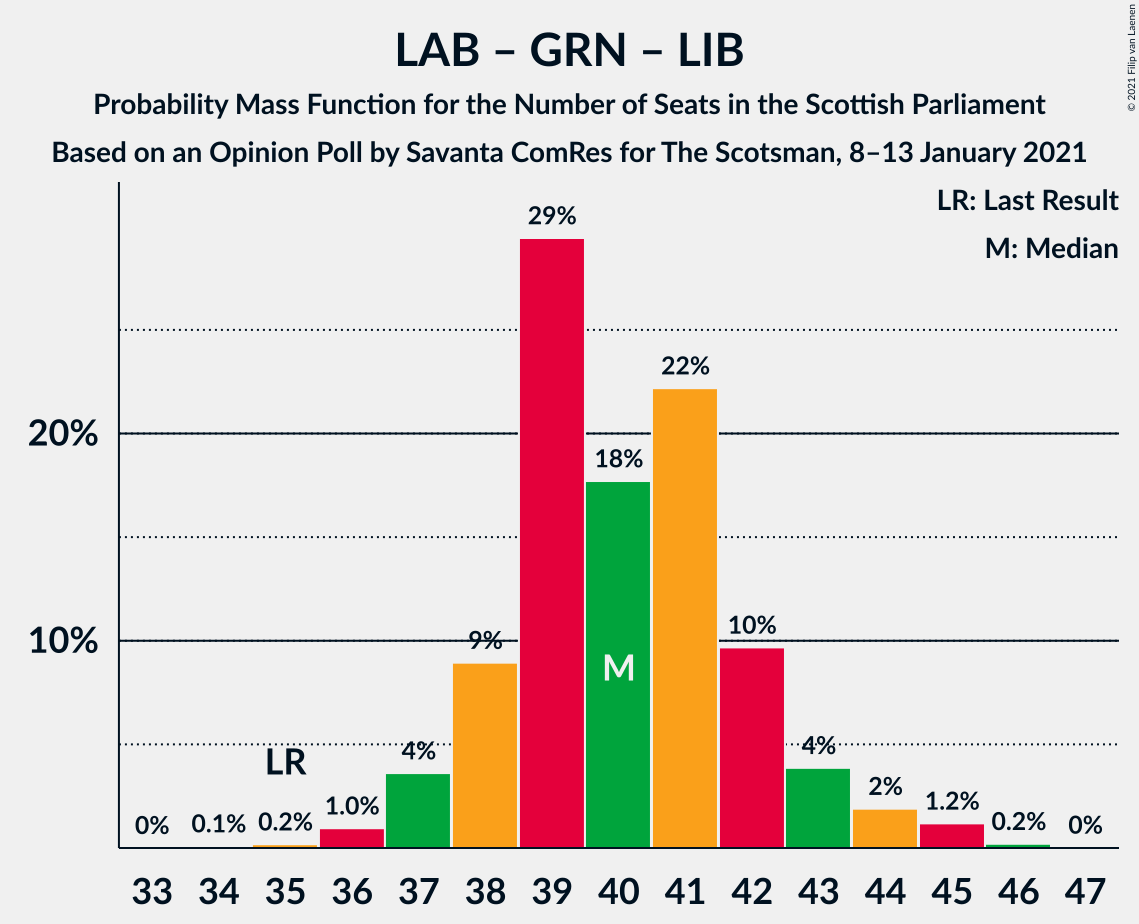 LAB – GRN – LIB
Probability Mass Function for the Number of Seats in the Scottish Parliament
Based on an Opinion Poll by Savanta ComRes for The Scotsman, 8–13 January 2021
© 2021 Filip van Laenen
LR: Last Result
M: Median
20%
10%
0%
0.1%
0.2%
1.0%
4%
9%
29%
18%
22%
10%
4%
2%
1.2%
0.2%
0%
LR
M
33 34 35 36 37 38 39 40 41 42 43 44 45 46 47